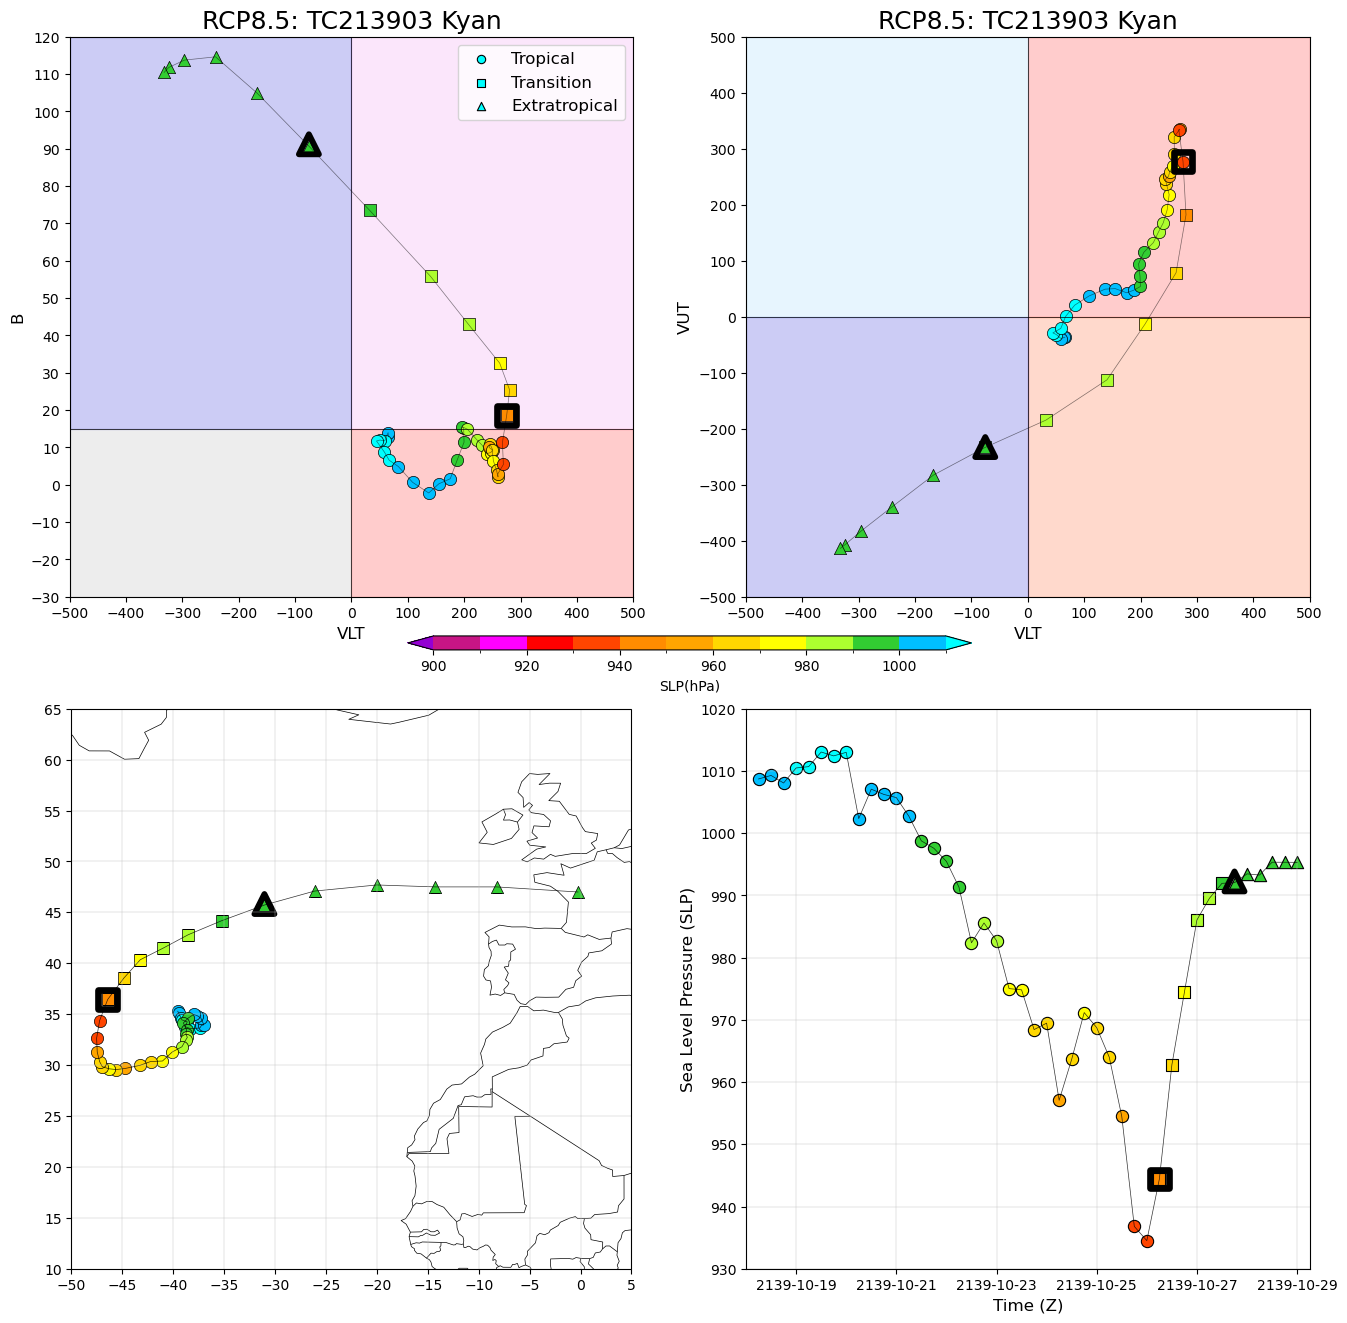 RCP8.5: TC213903 Kyan
RCP8.5: TC213903 Kyan
120
110
100
90
80
70
60
50
40
30
20
10
0
−10
−20
−30
B
Tropical
Transition
Extratropical
−500 −400 −300 −200 −100 0 100 200 300 400 500
VLT
500
400
300
200
100
0
−100
−200
−300
−400
−500
VUT
−500 −400 −300 −200 −100 0 100 200 300 400 500
VLT
900 920 940 960 980 1000
SLP(hPa)
65
60
55
50
45
40
35
30
25
20
15
10
−50 −45 −40 −35 −30 −25 −20 −15 −10 −5 0 5
1020
1010
1000
990
980
970
960
950
940
930
Sea Level Pressure (SLP)
2139-10-19 2139-10-21 2139-10-23 2139-10-25 2139-10-27 2139-10-29
Time (Z)